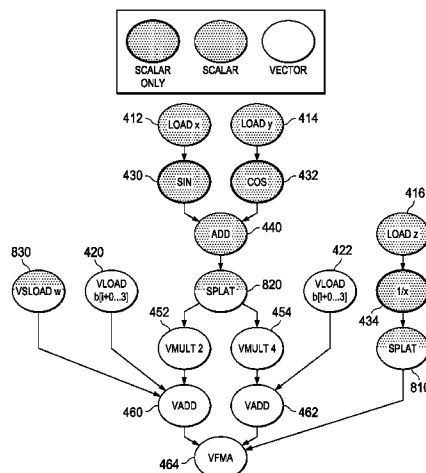 SCALAR
ONLY
SCALAR
VECTOR
412
LOAD x
LOAD y
414
430
SIN
COS
432
416
ADD
440
LOAD z
830
420
422
VSLOAD w
VLOAD
b[i+0...3]
SPLAT
820
VLOAD
b[i+0...3]
1/x
434
452
454
VMULT 2
VMULT 4
SPLAT
810
VADD
VADD
460
462
464
VFMA